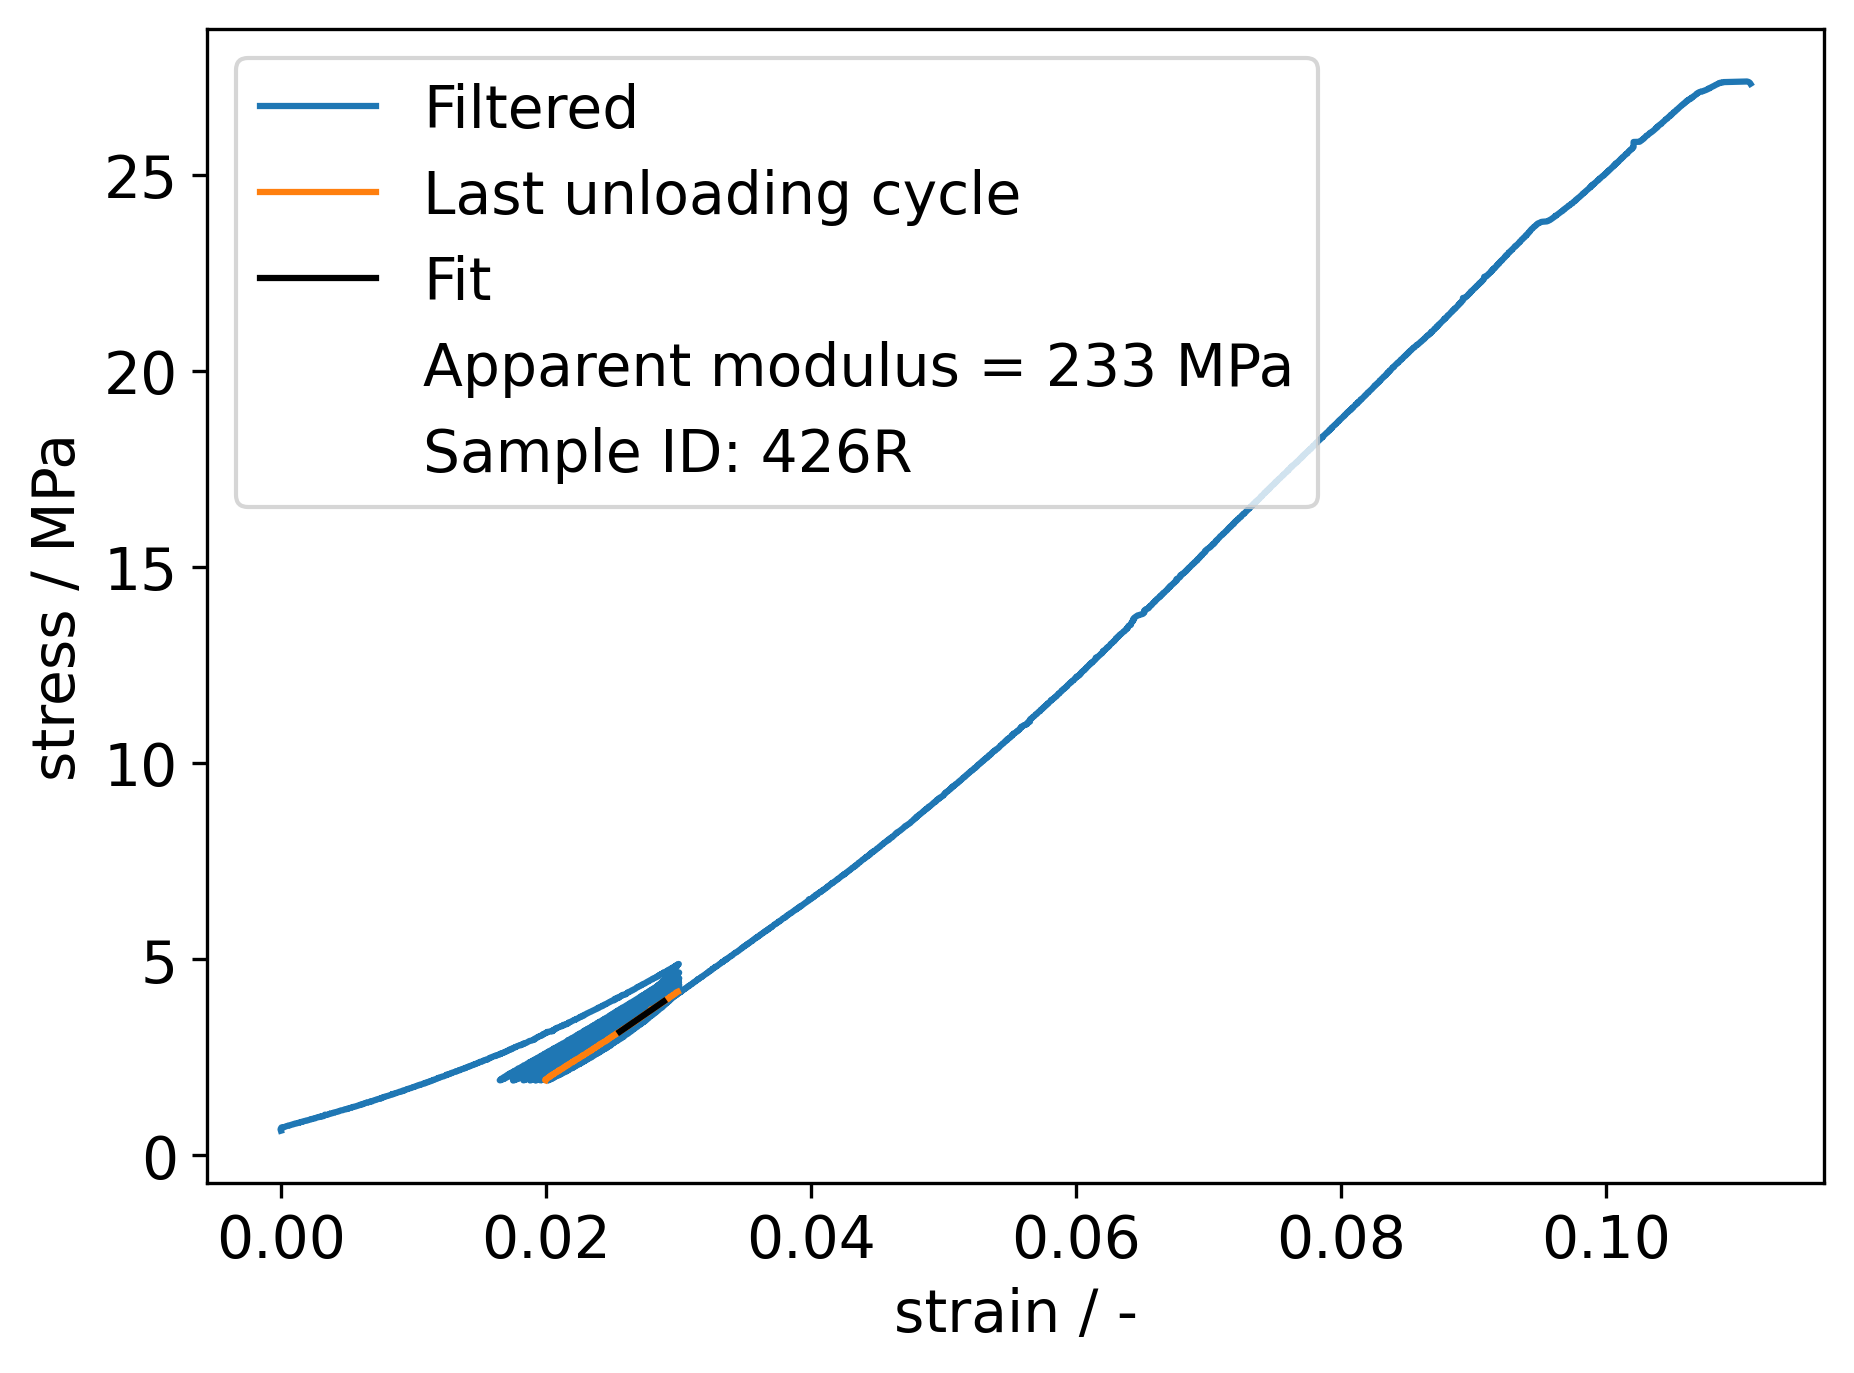 Filtered
Last unloading cycle
Fit
Apparent modulus = 233 MPa
Sample ID: 426R
stress / MPa
25
20
15
10
5
0
0.00 0.02 0.04 0.06 0.08 0.10
strain / -